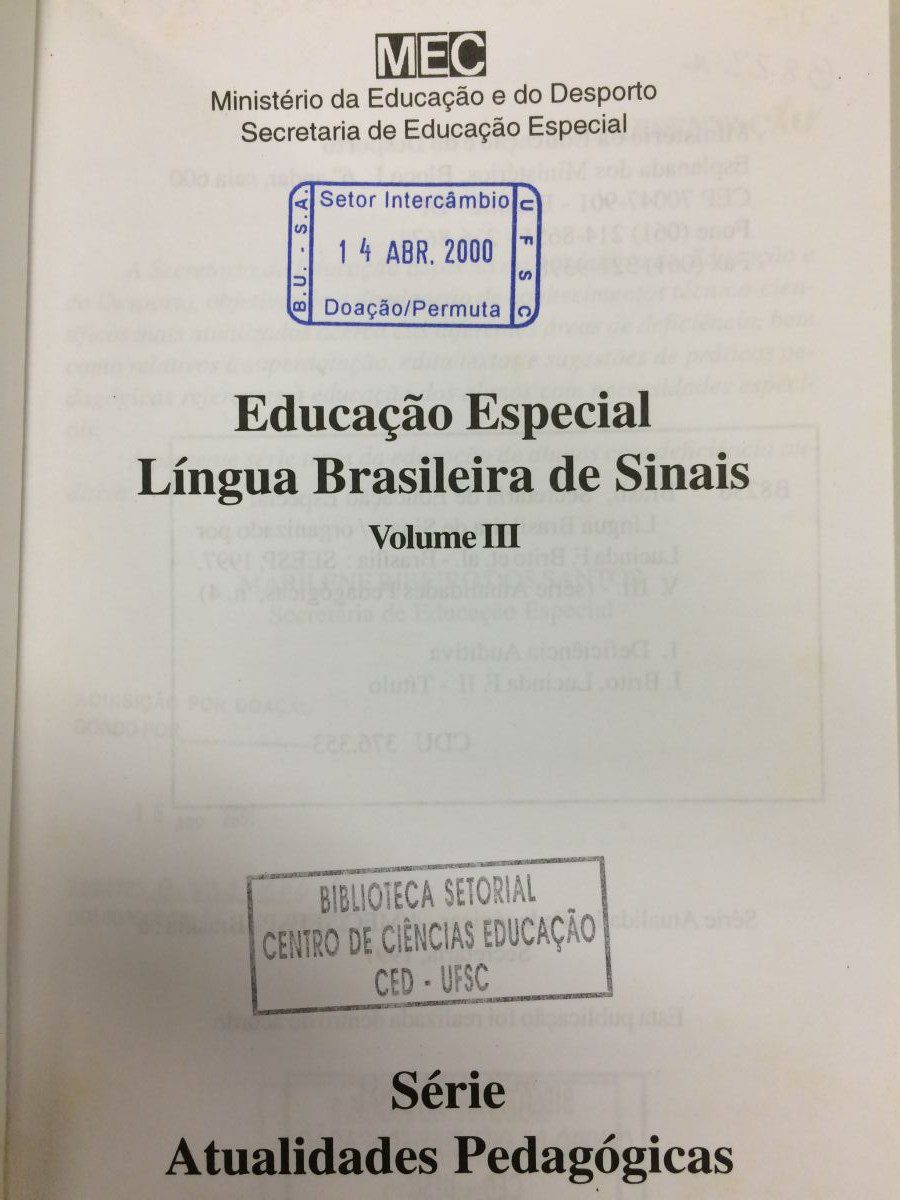 MEC
Ministério da Educação e do Desporto
Secretaria de Educação Especial
B.U. - S.A.
Setor Intercâmbio
14 ABR. 2000
Doação/Permuta
UFSC
Educação Especial
Língua Brasileira de Sinais
Volume III
BIBLIOTECA SETORIAL
CENTRO DE CIÊNCIAS EDUCAÇÃO
CED - UFSC
Série
Atualidades Pedagógicas